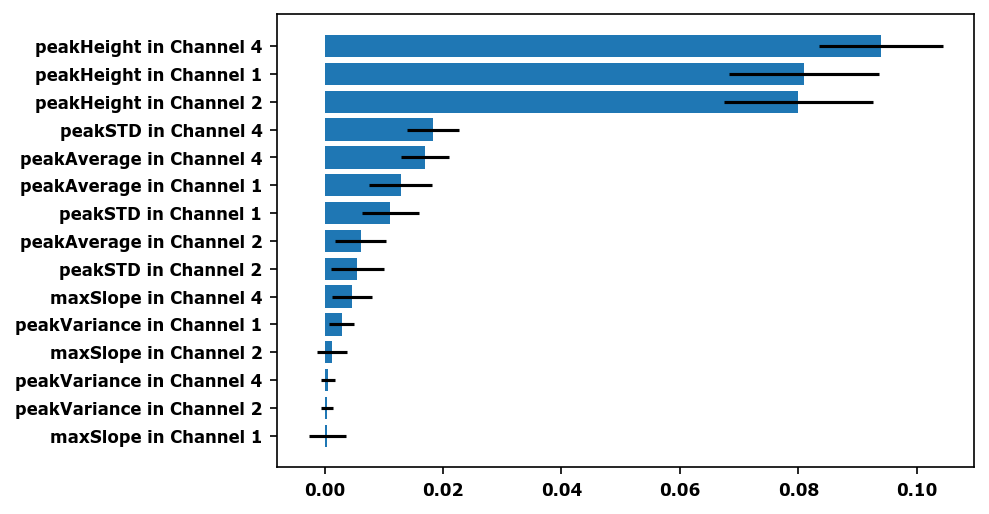 peakHeight in Channel 4
peakHeight in Channel 1
peakHeight in Channel 2
peakSTD in Channel 4
peakAverage in Channel 4
peakAverage in Channel 1
peakSTD in Channel 1
peakAverage in Channel 2
peakSTD in Channel 2
maxSlope in Channel 4
peakVariance in Channel 1
maxSlope in Channel 2
peakVariance in Channel 4
peakVariance in Channel 2
maxSlope in Channel 1
0.00 0.02 0.04 0.06 0.08 0.10